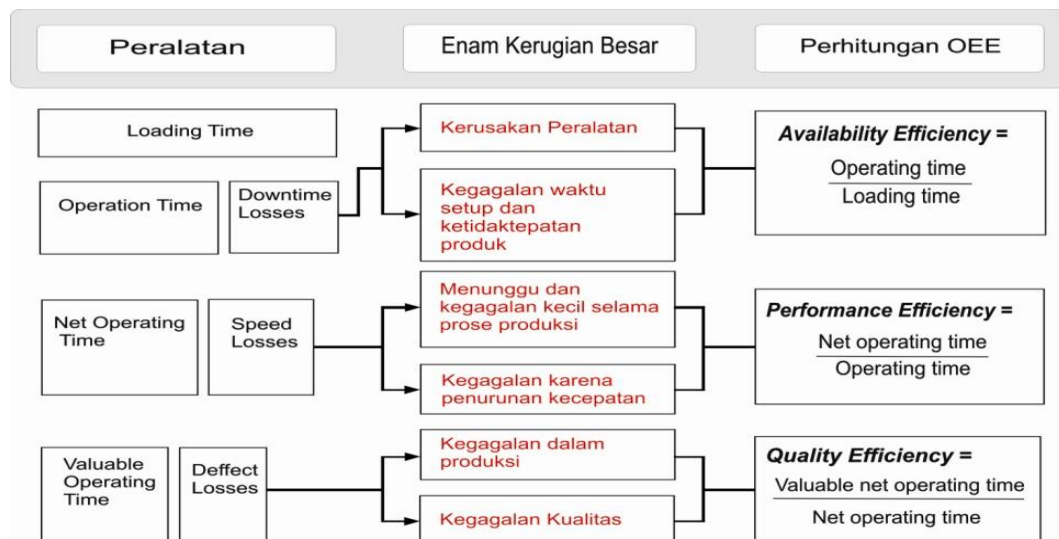 Peralatan
Enam Kerugian Besar
Perhitungan OEE
Loading Time
Operation Time
Downtime
Losses
Kerusakan Peralatan
Kegagalan waktu
setup dan
ketidaktepatan
produk
Availability Efficiency =
Operating time
Loading time
Net Operating
Time
Speed
Losses
Menunggu dan
kegagalan kecil selama
prose produksi
Kegagalan karena
penurunan kecepatan
Performance Efficiency =
Net operating time
Operating time
Valuable
Operating
Time
Deffect
Losses
Kegagalan dalam
produksi
Kegagalan Kualitas
Quality Efficiency =
Valuable net operating time
Net operating time